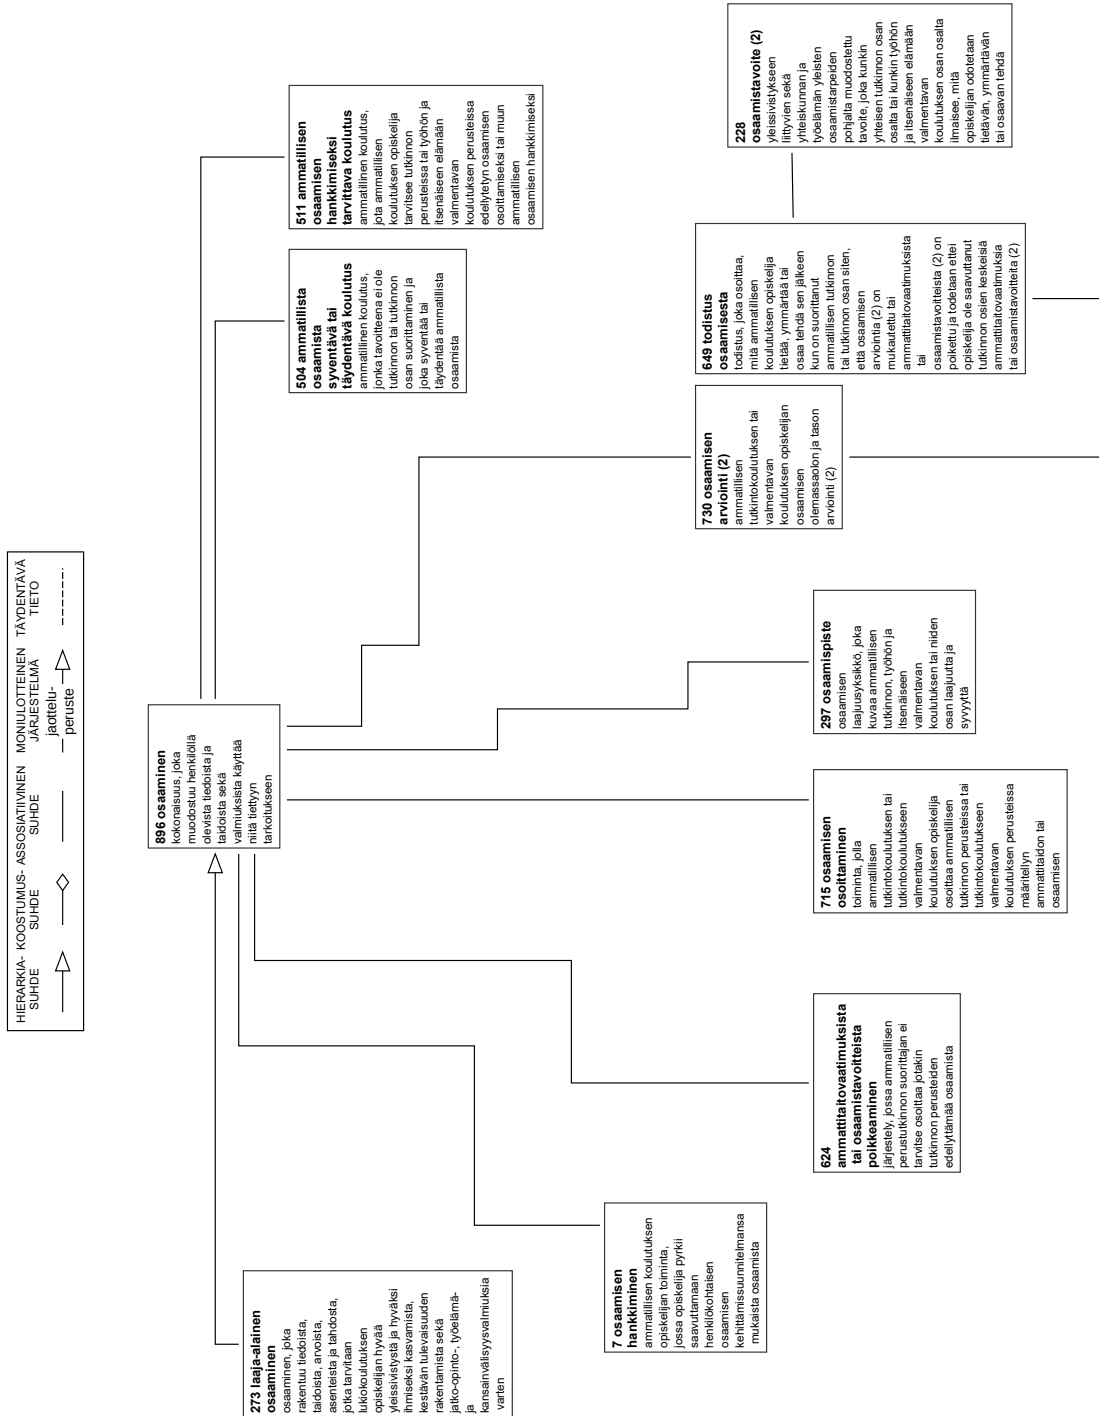 HIERARKIA- KOOSTUMUS- ASSOSIATIIVINEN MONIULOTTEINEN TÄYDENTÄVÄ
SUHDE SUHDE SUHDE JÄRJESTELMÄ TIETO
jaottelu-
peruste
896 osaaminen
kokonaisuus, joka
muodostuu henkilöllä
olevista tiedoista ja
taidoista sekä
valmiuksista käyttää
niitä tiettyyn
tarkoitukseen
273 laaja-alainen
osaaminen
osaaminen, joka
rakentuu tiedoista,
taidoista, arvoista,
asenteista ja tahdosta,
jotka tarvitaan
lukiokoulutuksen
opiskelijan hyvää
yleissivistystä ja hyväksi
ihmiseksi kasvamista,
kestävän tulevaisuuden
rakentamista sekä
jatko-opinto-, työelämä-
ja
kansainvälisyysvalmiuksia
varten
504 ammatillista
osaamista
syventävä tai
täydentävä koulutus
ammatillinen koulutus,
jonka tavoitteena ei ole
tutkinnon tai tutkinnon
osan suorittaminen ja
joka syventää tai
täydentää ammatillista
osaamista
511 ammatillisen
osaamisen
hankkimiseksi
tarvittava koulutus
ammatillinen koulutus,
jota ammatillisen
koulutuksen opiskelija
tarvitsee tutkinnon
perusteissa tai työhön ja
itsenäiseen elämään
valmentavan
koulutuksen perusteissa
edellytetyn osaamisen
osoittamiseksi tai muun
ammatillisen
osaamisen hankkimiseksi
7 osaamisen
hankkiminen
ammatillisen koulutuksen
opiskelijan toiminta,
jossa opiskelija pyrkii
saavuttamaan
henkilökohtaisen
osaamisen
kehittämissuunnitelmansa
mukaista osaamista
624
ammattitaitovaatimuksista
tai osaamistavoitteista
poikkeaminen
järjestely, jossa ammatillisen
perustutkinnon suorittajan ei
tarvitse osoittaa jotakin
tutkinnon perusteiden
edellyttämää osaamista
715 osaamisen
osoittaminen
toiminta, jolla
ammatillisen
tutkintokoulutuksen tai
tutkintokoulutukseen
valmentavan
koulutuksen opiskelija
osoittaa ammatillisen
tutkinnon perusteissa tai
tutkintokoulutukseen
valmentavan
koulutuksen perusteissa
määritellyn
ammattitaidon tai
osaamisen
297 osaamispiste
osaamisen
laajuusyksikkö, joka
kuvaa ammatillisen
tutkinnon, työhön ja
itsenäiseen
valmentavan
koulutuksen tai niiden
osan laajuutta ja
syvyyttä
730 osaamisen
arviointi (2)
ammatillisen
tutkintokoulutuksen tai
valmentavan
koulutuksen opiskelijan
osaamisen
olemassaolon ja tason
arviointi (2)
649 todistus
osaamisesta
todistus, joka osoittaa,
mitä ammatillisen
koulutuksen opiskelija
tietää, ymmärtää tai
osaa tehdä sen jälkeen
kun on suorittanut
ammatillisen tutkinnon
tai tutkinnon osan siten,
että osaamisen
arviointia (2) on
mukautettu tai
ammattitaitovaatimuksista
tai
osaamistavoitteista (2) on
poikettu ja todetaan ettei
opiskelija ole saavuttanut
tutkinnon osien keskeisiä
ammattitaitovaatimuksia
tai osaamistavoitteita (2)
228
osaamistavoite (2)
yleissivistykseen
liittyvien sekä
yhteiskunnan ja
työelämän yleisten
osaamistarpeiden
pohjalta muodostettu
tavoite, joka kunkin
yhteisen tutkinnon osan
osalta tai kunkin työhön
ja itsenäiseen elämään
valmentavan
koulutuksen osan osalta
ilmaisee, mitä
opiskelijan odotetaan
tietävän, ymmärtävän
tai osaavan tehdä